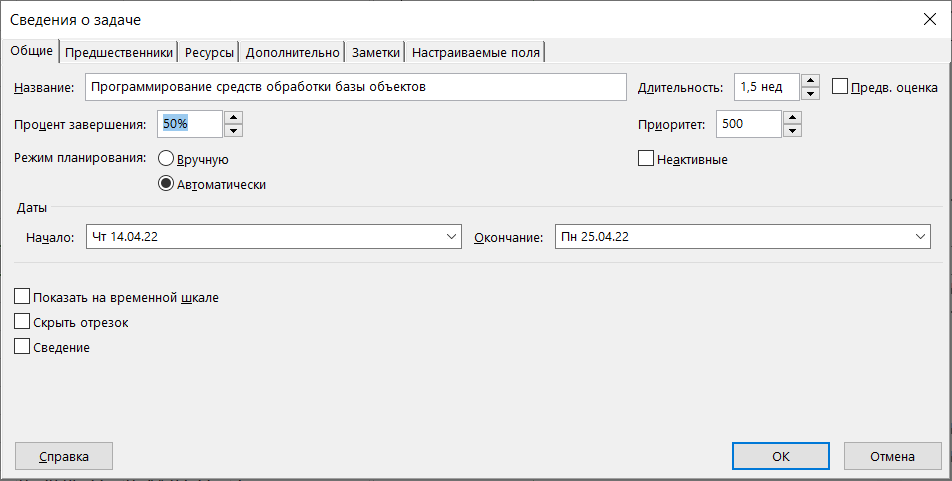 Сведения о задаче
Общие Предшественники Ресурсы Дополнительно Заметки Настраиваемые поля
Название: Программирование средств обработки базы объектов Длительность: 1,5 нед Предв. оценка
Процент завершения: 50% Приоритет: 500
Режим планирования: Вручную Неактивные
Автоматически
Даты
Начало: Чт 14.04.22 Окончание: Пн 25.04.22
Показать на временной шкале
Скрыть отрезок
Сведение
Справка ОК Отмена